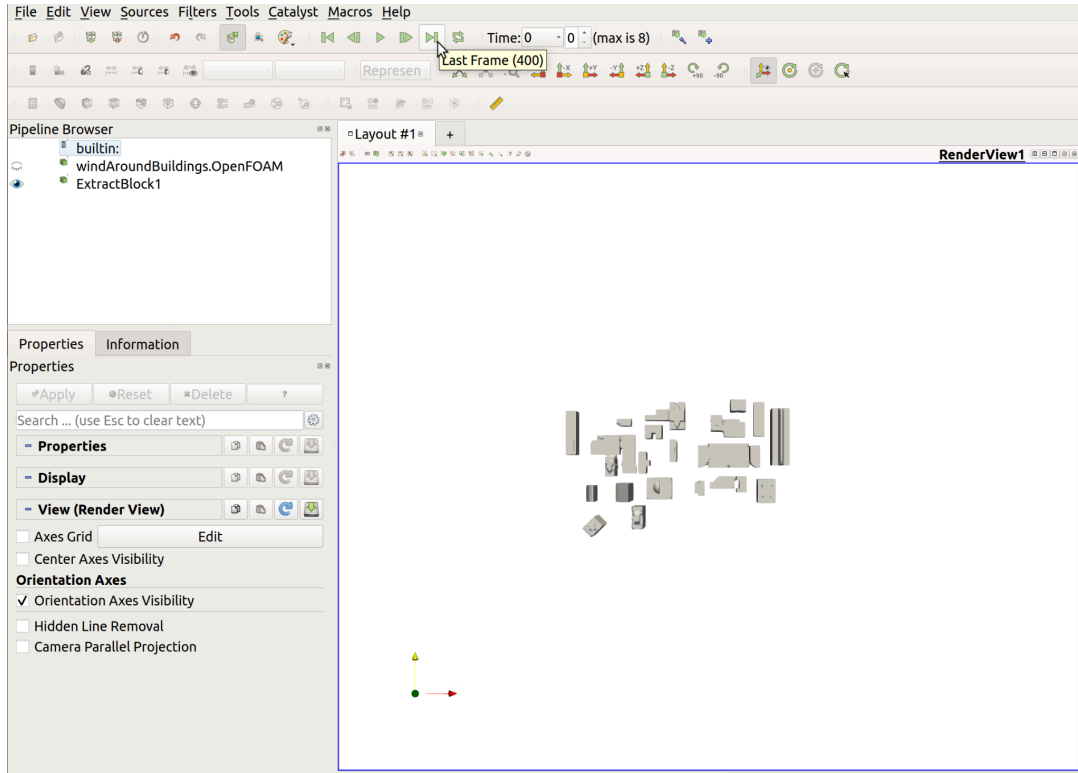 File Edit View Sources Filters Tools Catalyst Macros Help
Time: 0 0 (max is 8)
Last Frame (400)
Represen
-X +Y -Y +Z -Z +90 -90
Pipeline Browser
builtin:
windAroundBuildings.OpenFOAM
ExtractBlock1
Layout #1 +
RenderView1
Properties Information
Properties
Apply Reset Delete ?
Search ... (use Esc to clear text)
Properties
Display
View (Render View)
Axes Grid Edit
Center Axes Visibility
Orientation Axes
Orientation Axes Visibility
Hidden Line Removal
Camera Parallel Projection